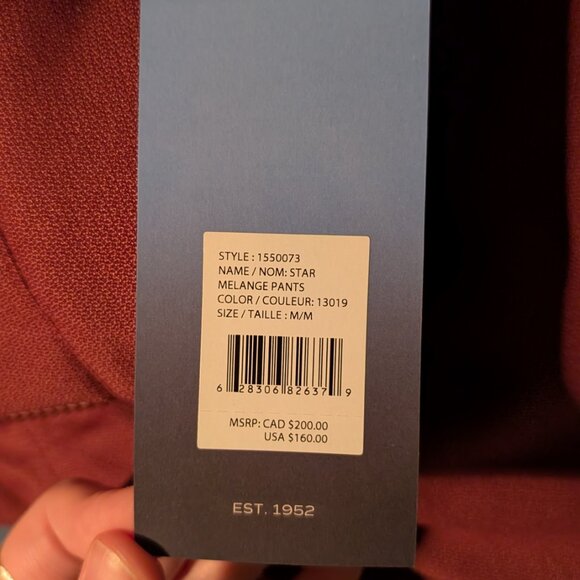 STYLE : 1550073
NAME / NOM: STAR
MELANGE PANTS
COLOR / COULEUR: 13019
SIZE / TAILLE : M/M
6 28306 82637 9
MSRP: CAD $200.00
USA $160.00
EST. 1952